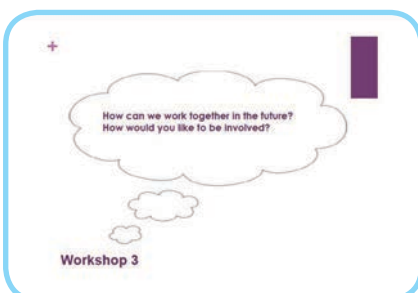 +
How can we work together in the future?
How would you like to be involved?
Workshop 3